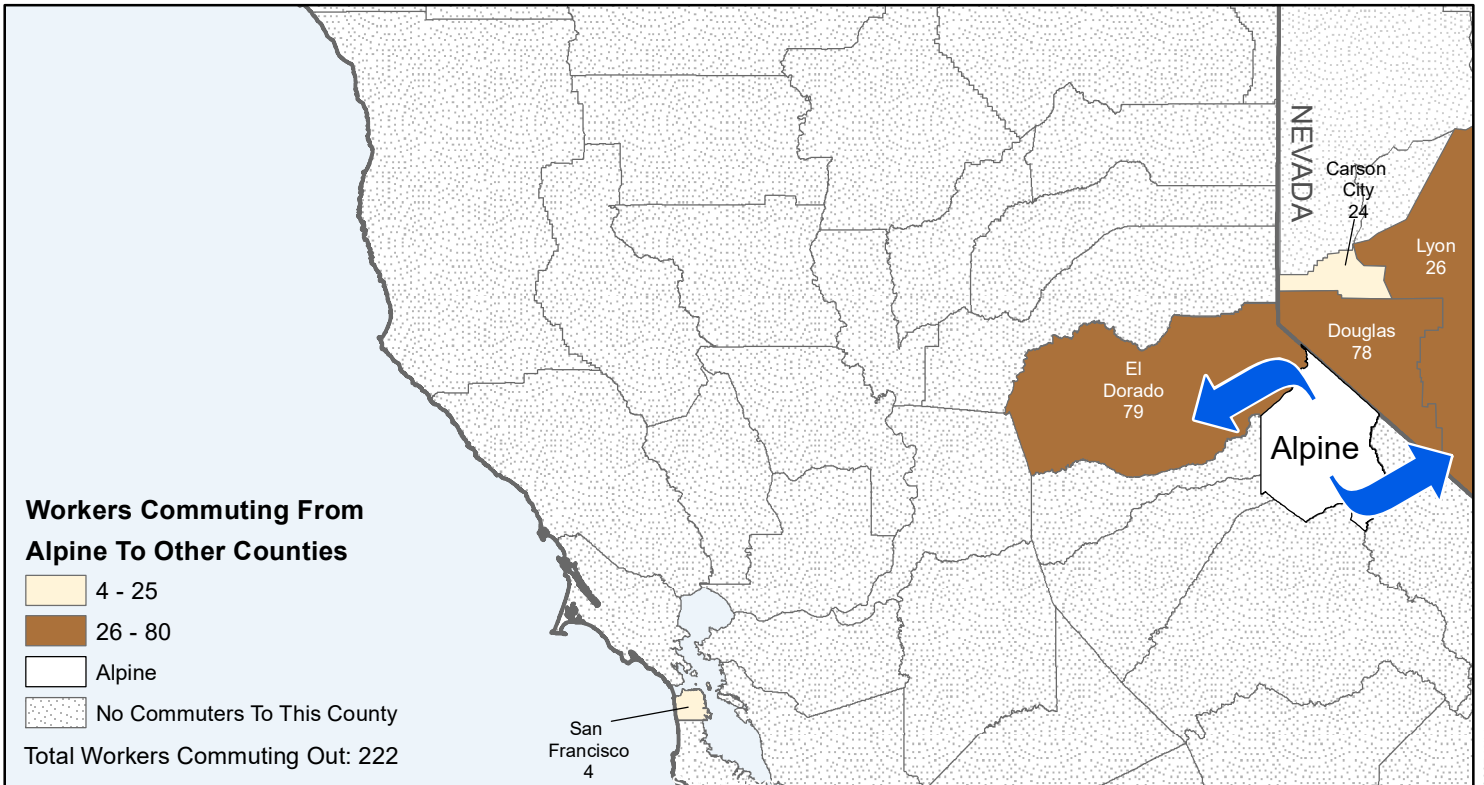 NEVADA
Carson
City
24
Lyon
26
Douglas
78
El
Dorado
79
Alpine
Workers Commuting From
Alpine To Other Counties
4 - 25
26 - 80
Alpine
No Commuters To This County
Total Workers Commuting Out: 222
San
Francisco
4